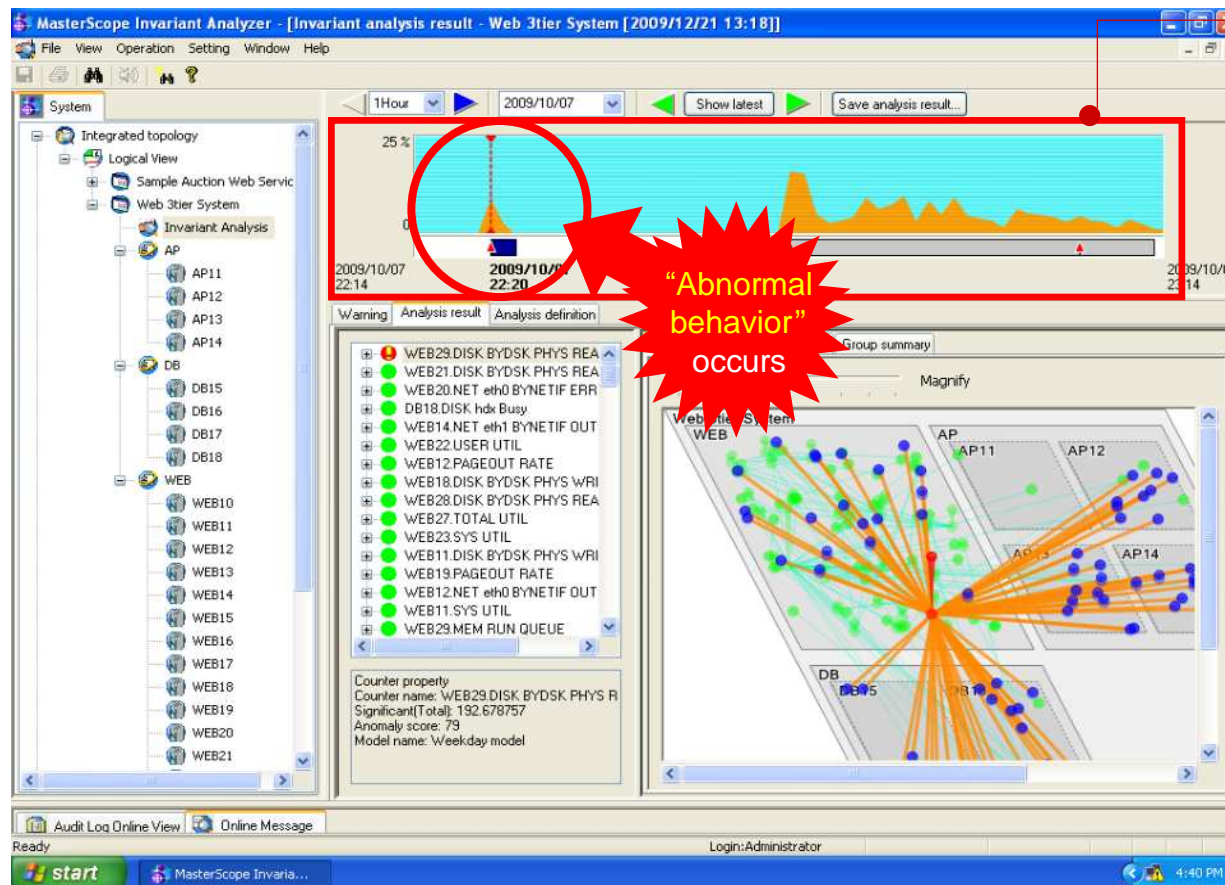 MasterScope Invariant Analyzer - [Invariant analysis result - Web 3tier System [2009/12/21 13:18]]
File View Operation Setting Window Help
System
1Hour
2009/10/07
Show latest
Save analysis result...
Integrated topology
Logical View
Sample Auction Web Servic
Web 3tier System
Invariant Analysis
AP
AP11
AP12
AP13
AP14
DB
DB15
DB16
DB17
DB18
WEB
WEB10
WEB11
WEB12
WEB13
WEB14
WEB15
WEB16
WEB17
WEB18
WEB19
WEB20
WEB21
25 %
0
2009/10/07
22:14
2009/10/07
22:20
23:14
"Abnormal
behavior"
occurs
Warning
Analysis result
Analysis definition
WEB29.DISK BYDSK PHYS REA
WEB21.DISK BYDSK PHYS REA
WEB20.NET eth0 BYNETIF ERR
DB18.DISK hdx Busy
WEB14.NET eth1 BYNETIF OUT
WEB22.USER UTIL
WEB12.PAGEOUT RATE
WEB18.DISK BYDSK PHYS WRI
WEB28.DISK BYDSK PHYS REA
WEB27.TOTAL UTIL
WEB23.SYS UTIL
WEB11.DISK BYDSK PHYS WRI
WEB19.PAGEOUT RATE
WEB12.NET eth0 BYNETIF OUT
WEB11.SYS UTIL
WEB29.MEM RUN QUEUE
Counter property
Counter name: WEB29.DISK BYDSK PHYS R
Significant(Total): 192.678757
Anomaly score: 79
Model name: Weekday model
Group summary
Magnify
System
WEB
AP
AP11
AP12
AP14
DB
DB15
Audit Log Online View
Online Message
Ready
Login:Administrator
start
MasterScope Invaria...
4:40 PM